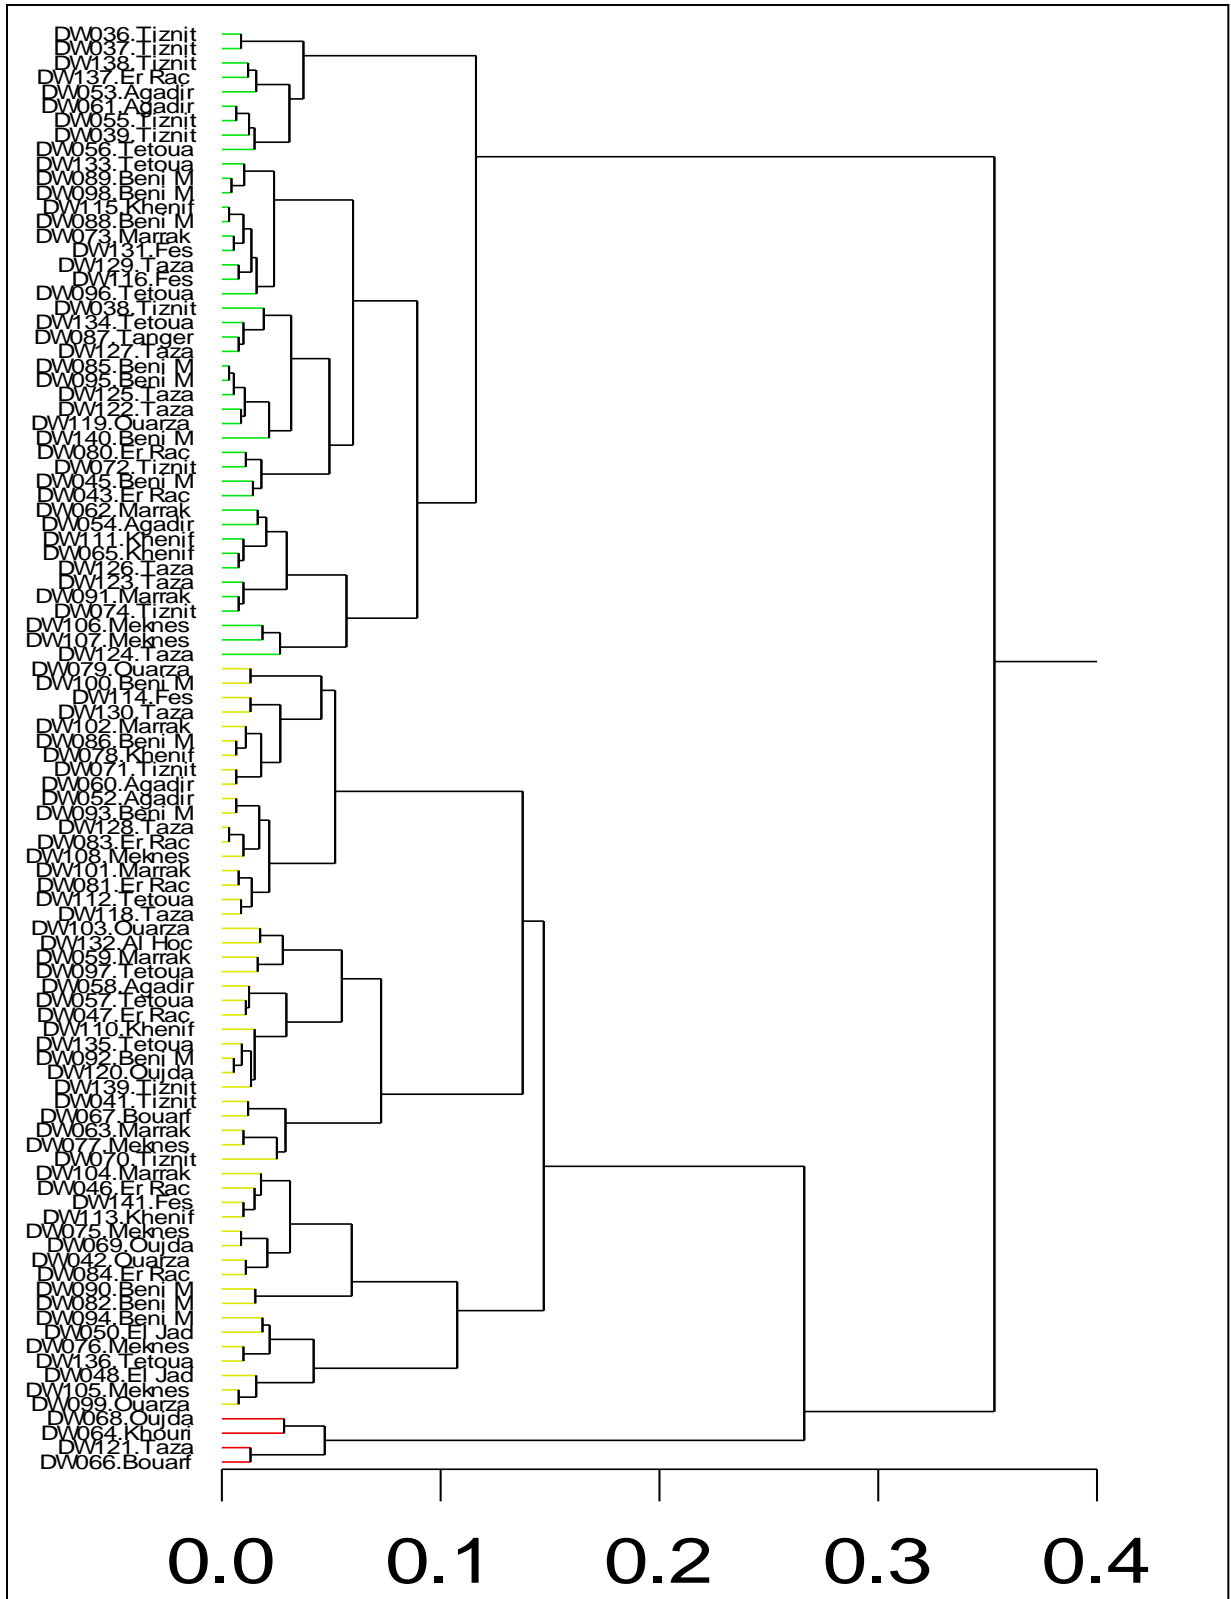 DW036.Tiznit
DW037.Tiznit
DW138.Tiznit
DW137.Er Rac
DW053.Agadir
DW061.Agadir
DW055.Tiznit
DW039.Tiznit
DW056.Tetoua
DW133.Tetoua
DW089.Beni M
DW098.Beni M
DW115.Khenif
DW088.Beni M
DW073.Marrak
DW131.Fes
DW129.Taza
DW116.Fes
DW096.Tetoua
DW038.Tiznit
DW134.Tetoua
DW087.Tanger
DW127.Taza
DW085.Beni M
DW095.Beni M
DW125.Taza
DW122.Taza
DW119.Ouarza
DW140.Beni M
DW080.Er Rac
DW072.Tiznit
DW045.Beni M
DW043.Er Rac
DW062.Marrak
DW054.Agadir
DW111.Khenif
DW065.Khenif
DW126.Taza
DW123.Taza
DW091.Marrak
DW074.Tiznit
DW106.Meknes
DW107.Meknes
DW124.Taza
DW079.Ouarza
DW100.Beni M
DW114.Fes
DW130.Taza
DW102.Marrak
DW086.Beni M
DW078.Khenif
DW071.Tiznit
DW060.Agadir
DW052.Agadir
DW093.Beni M
DW128.Taza
DW083.Er Rac
DW108.Meknes
DW101.Marrak
DW081.Er Rac
DW112.Tetoua
DW118.Taza
DW103.Ouarza
DW132.Al Hoc
DW059.Marrak
DW097.Tetoua
DW058.Agadir
DW057.Tetoua
DW047.Er Rac
DW110.Khenif
DW135.Tetoua
DW092.Beni M
DW120.Oujda
DW139.Tiznit
DW041.Tiznit
DW067.Bouarf
DW063.Marrak
DW077.Meknes
DW070.Tiznit
DW104.Marrak
DW046.Er Rac
DW141.Fes
DW113.Khenif
DW075.Meknes
DW069.Oujda
DW042.Ouarza
DW084.Er Rac
DW090.Beni M
DW082.Beni M
DW094.Beni M
DW050.El Jad
DW076.Meknes
DW136.Tetoua
DW048.El Jad
DW105.Meknes
DW099.Ouarza
DW068.Oujda
DW064.Khouri
DW121.Taza
DW066.Bouarf
0.0 0.1 0.2 0.3 0.4